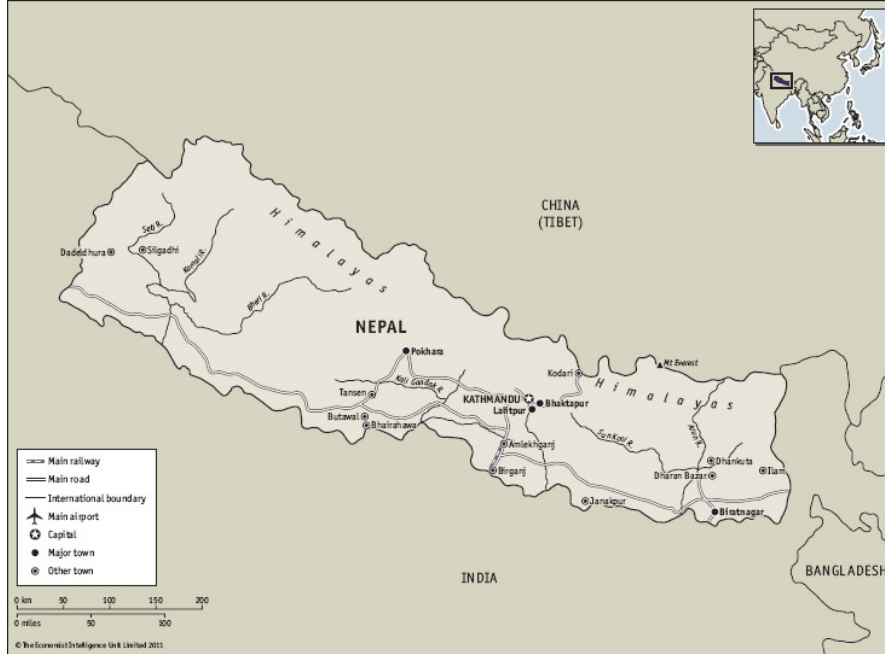 CHINA
(TIBET)
Himalayas
Seti R.
Dadeldhura
Silgadhi
Karnali R.
Bheri R.
NEPAL
Pokhara
Mt Everest
Kodari
Himalayas
Kali Gandak R.
Tansen
KATHMANDU
Bhaktapur
Lalitpur
Butawal
Bhairahawa
Sun Kosi R.
Arun R.
Amlekhganj
Birganj
Dhankuta
Dharan Bazar
Ilam
Janakpur
Biratnagar
Main railway
Main road
International boundary
Main airport
Capital
Major town
Other town
INDIA
BANGLADESH
0 km 50 100 150 200
0 miles 50 100
© The Economist Intelligence Unit Limited 2011